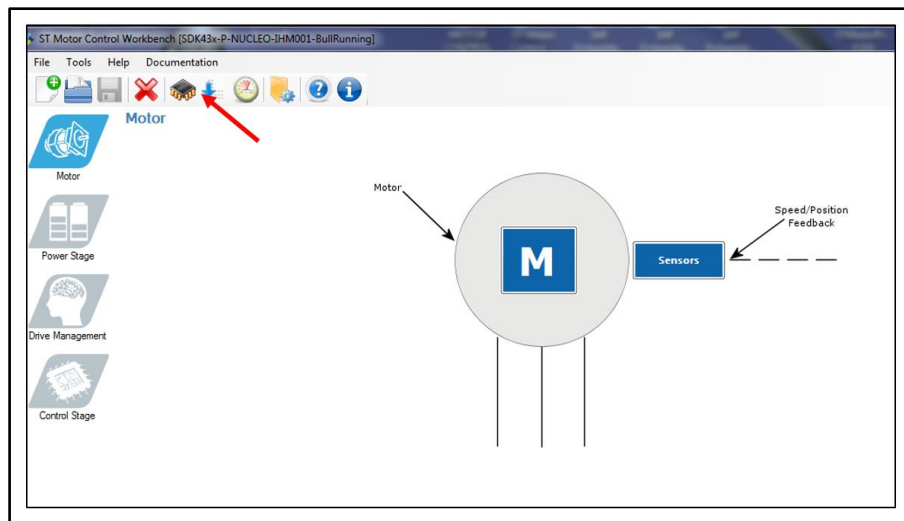 ST Motor Control Workbench [SDK43x-P-NUCLEO-IHM001-BullRunning]
File Tools Help Documentation
Motor
Motor
Power Stage
Drive Management
Control Stage
Motor
M
Sensors
Speed/Position
Feedback